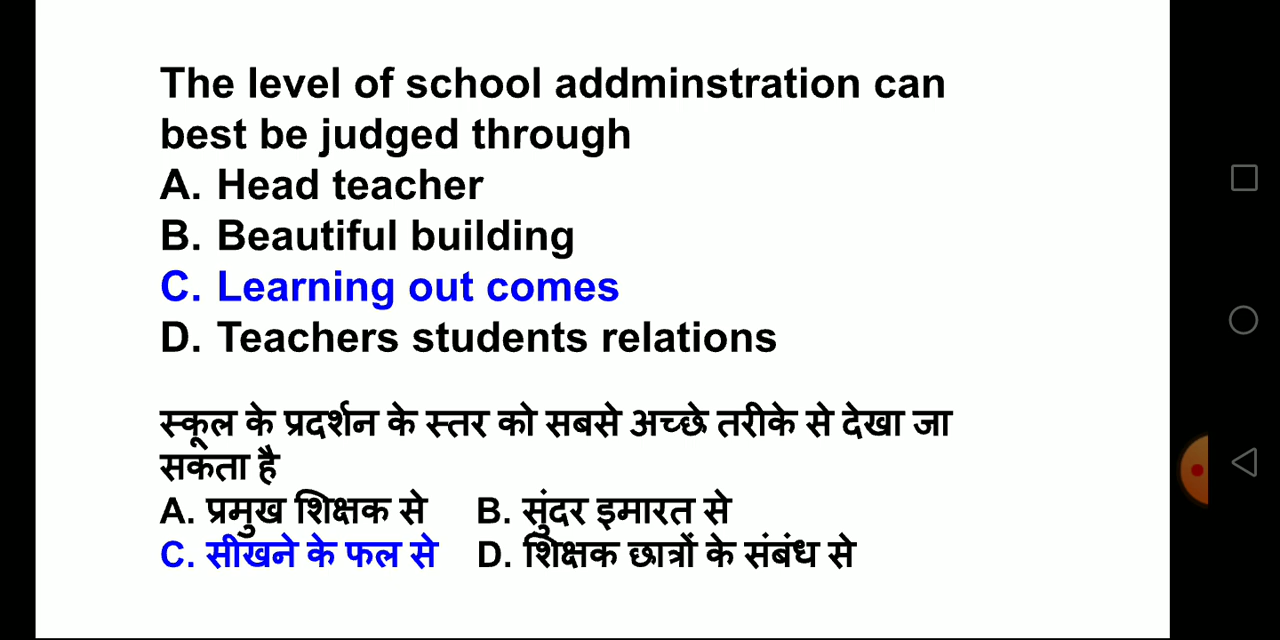 The level of school addminstration can
best be judged through
A. Head teacher
B. Beautiful building
C. Learning out comes
D. Teachers students relations
स्कूल के प्रदर्शन के स्तर को सबसे अच्छे तरीके से देखा जा
सकता है
A. प्रमुख शिक्षक से B. सुंदर इमारत से
C. सीखने के फल से D. शिक्षक छात्रों के संबंध से